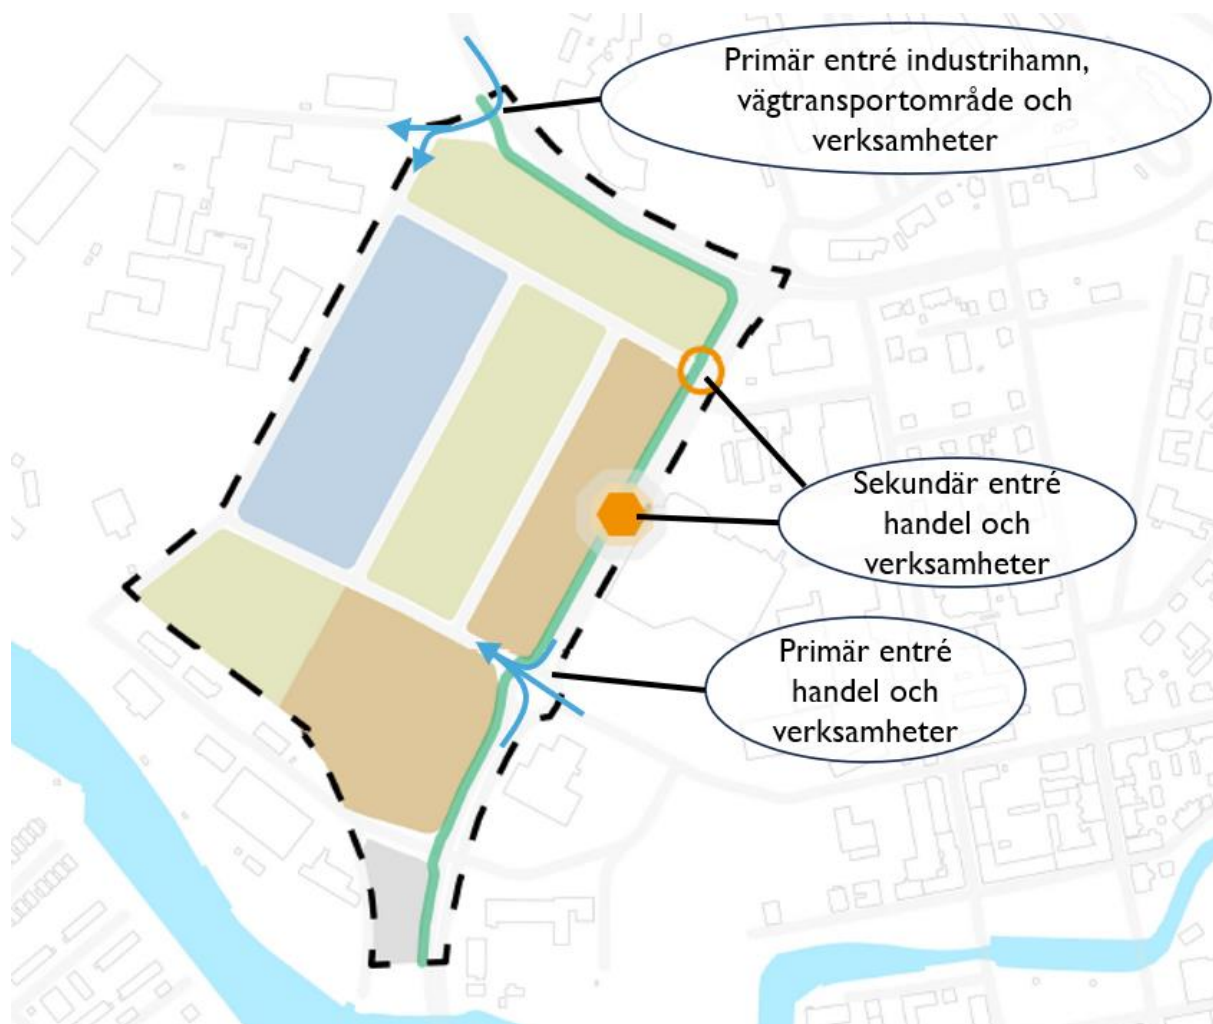 Primär entré industrihamn,
vägtransportområde och
verksamheter
Sekundär entré
handel och
verksamheter
Primär entré
handel och
verksamheter